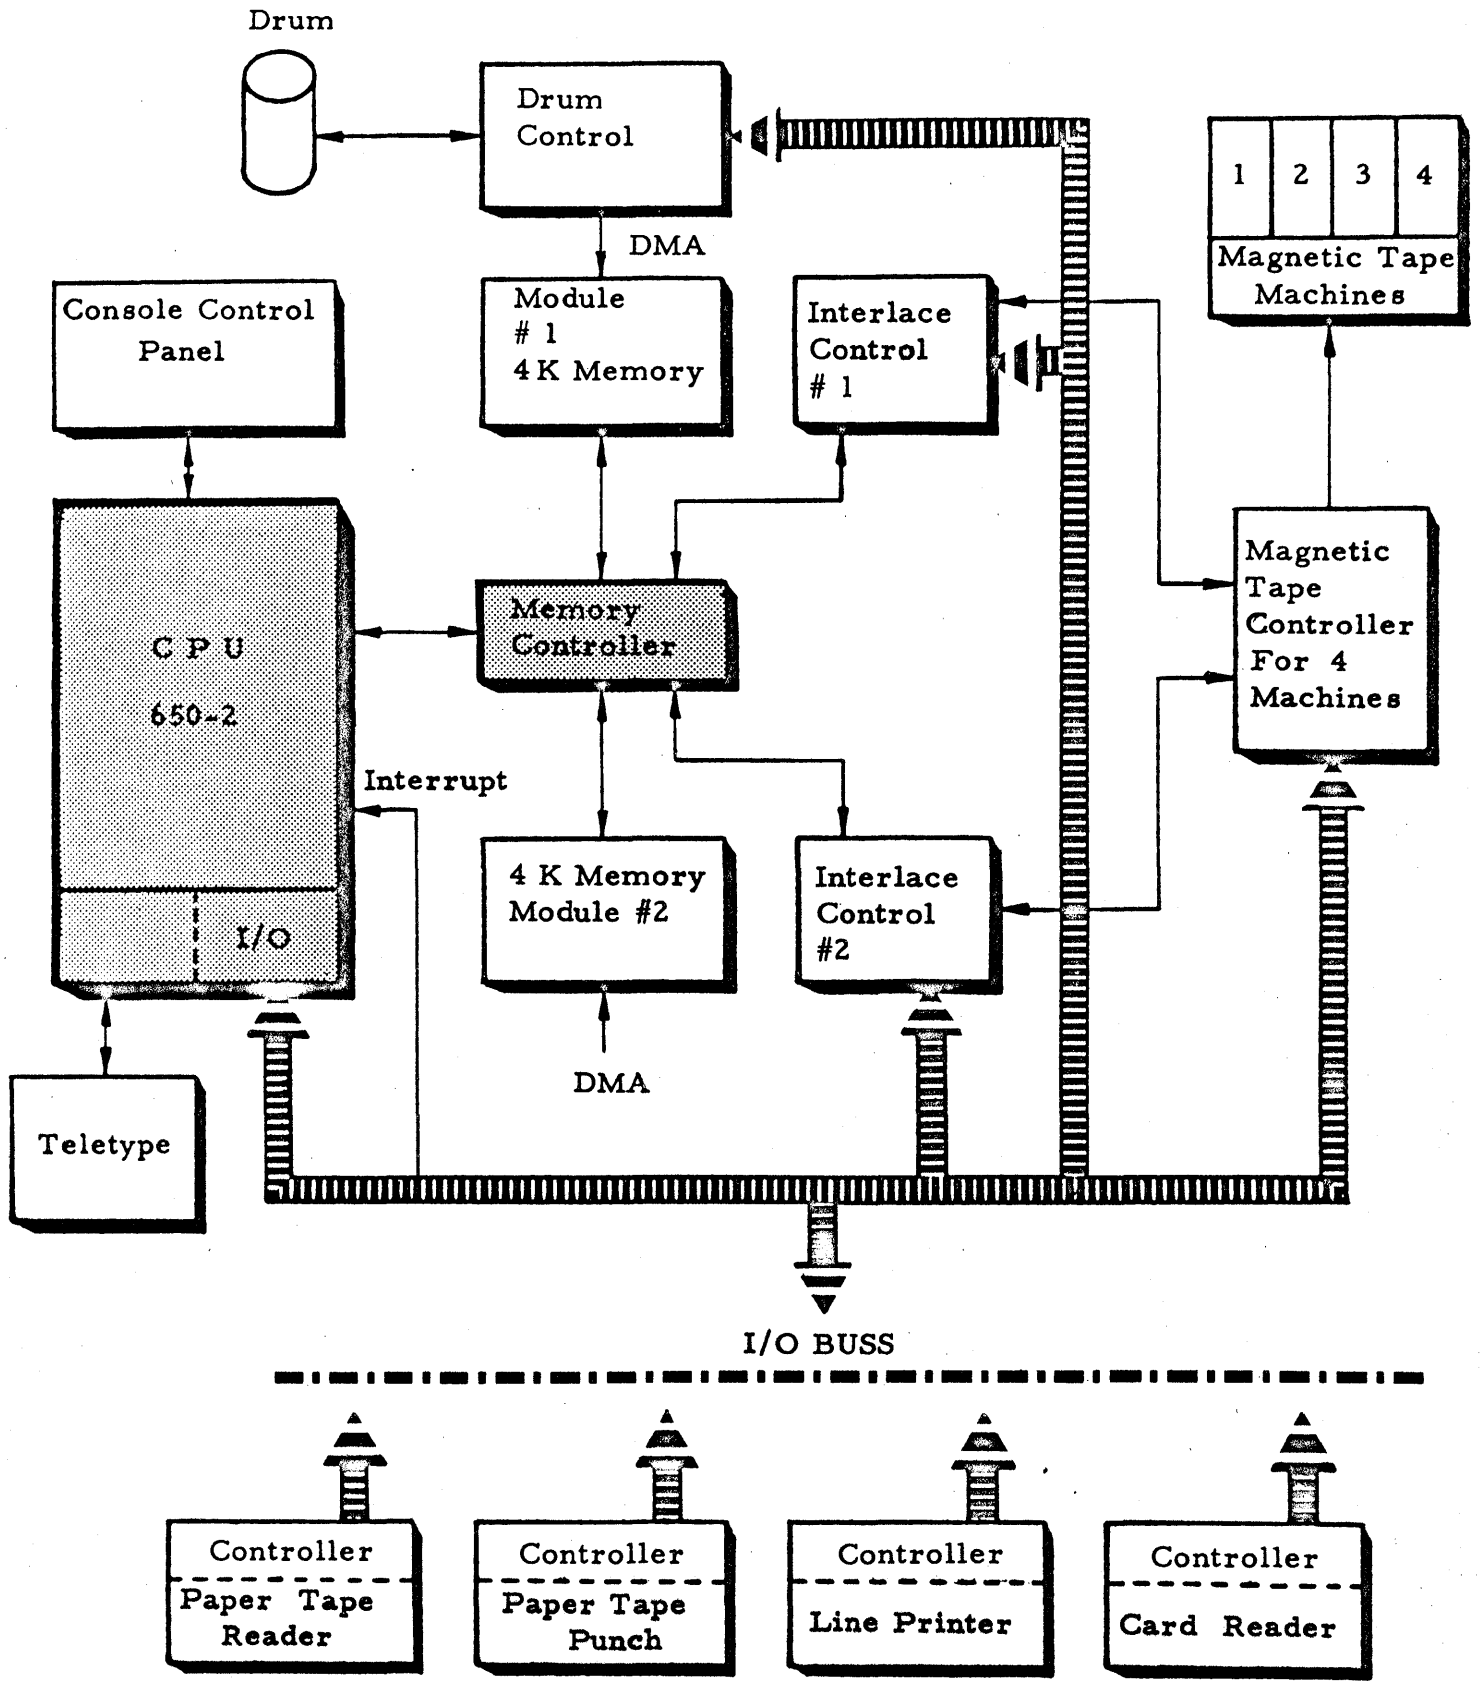 Drum
Drum
Control
1 2 3 4
Magnetic Tape
Machines
DMA
Console Control
Panel
Module
# 1
4K Memory
Interlace
Control
# 1
C P U
650-2
Memory
Controller
Magnetic
Tape
Controller
For 4
Machines
Interrupt
4 K Memory
Module #2
Interlace
Control
#2
I/O
DMA
Teletype
I/O BUSS
Controller
Paper Tape
Reader
Controller
Paper Tape
Punch
Controller
Line Printer
Controller
Card Reader